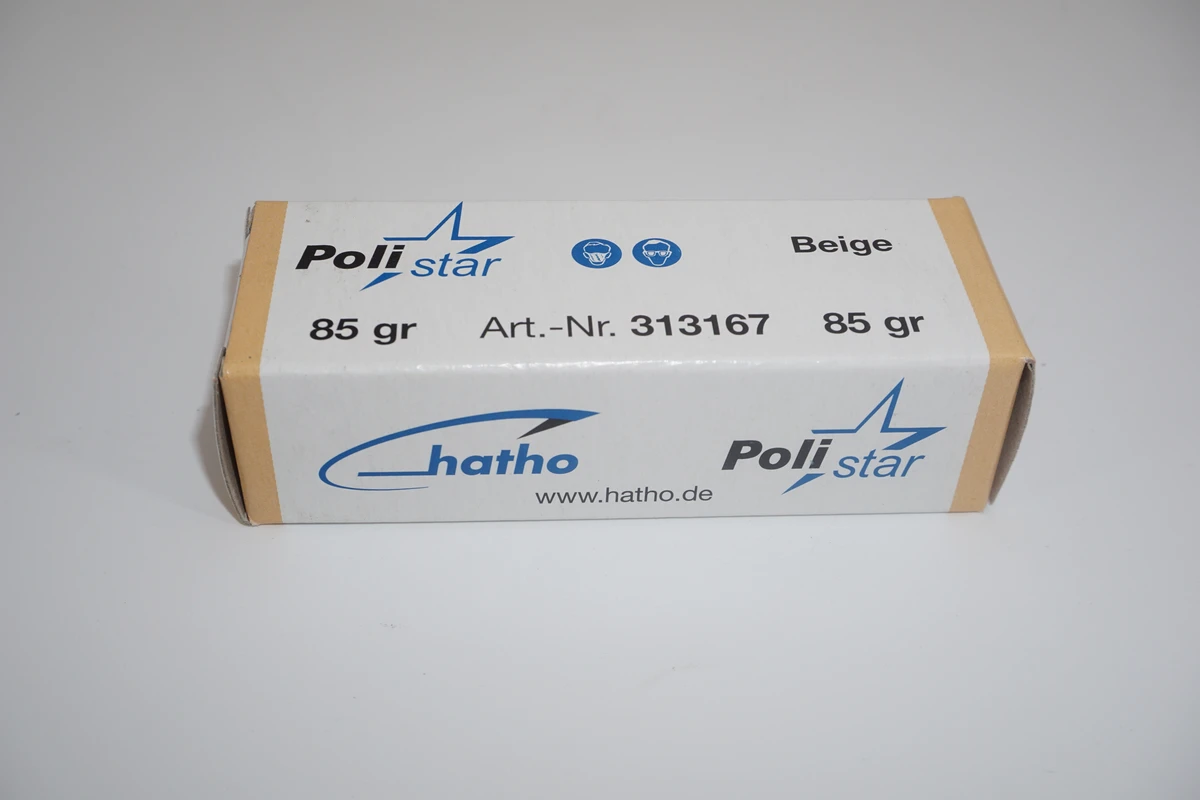 Poli star
Beige
85 gr Art.-Nr. 313167 85 gr
hatho
Poli star
www.hatho.de